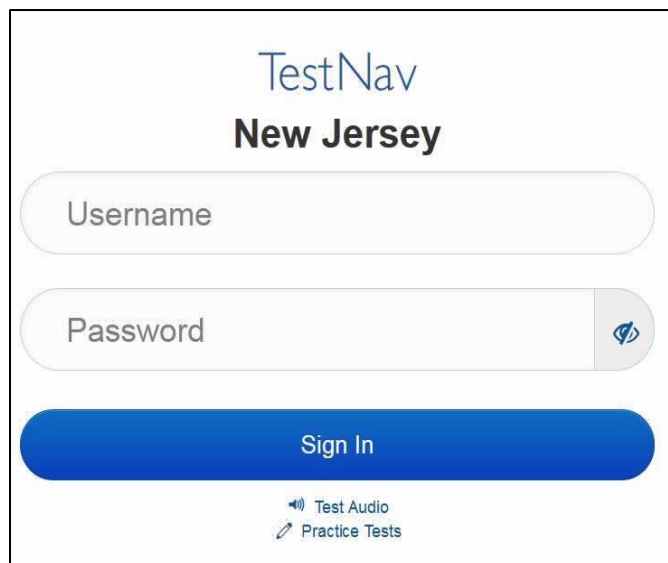 TestNav
New Jersey
Username
Password
Sign In
Test Audio
Practice Tests